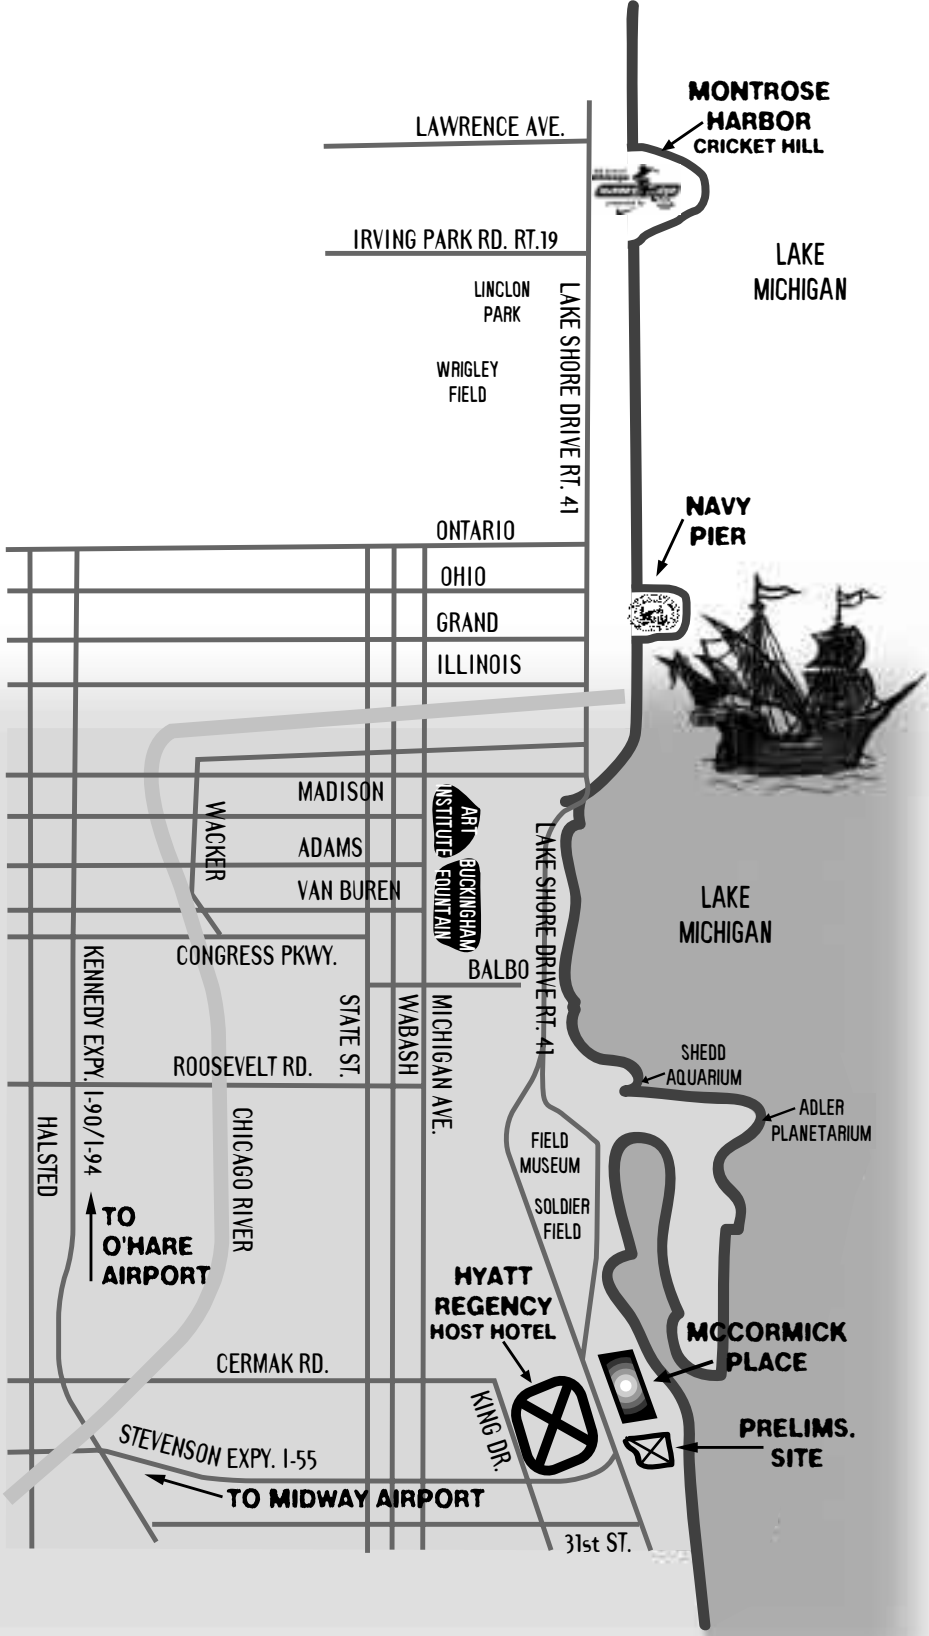 MONTROSE
HARBOR
CRICKET HILL
LAWRENCE AVE.
IRVING PARK RD. RT.19
LAKE
MICHIGAN
LINCLON
PARK
LAKE SHORE DRIVE RT. 41
WRIGLEY
FIELD
NAVY
PIER
ONTARIO
OHIO
GRAND
ILLINOIS
MADISON
WACKER
ADAMS
VAN BUREN
ART
INSTITUTE
BUCKINGHAM
FOUNTAIN
LAKE SHORE DRIVE RT. 41
LAKE
MICHIGAN
CONGRESS PKWY.
BALBO
KENNEDY EXPY. I-90/I-94
STATE ST.
WABASH
MICHIGAN AVE.
ROOSEVELT RD.
SHEDD
AQUARIUM
ADLER
PLANETARIUM
HALSTED
CHICAGO RIVER
FIELD
MUSEUM
SOLDIER
FIELD
TO
O'HARE
AIRPORT
HYATT
REGENCY
HOST HOTEL
MCCORMICK
PLACE
CERMAK RD.
KING DR.
PRELIMS.
SITE
STEVENSON EXPY. I-55
TO MIDWAY AIRPORT
31st ST.